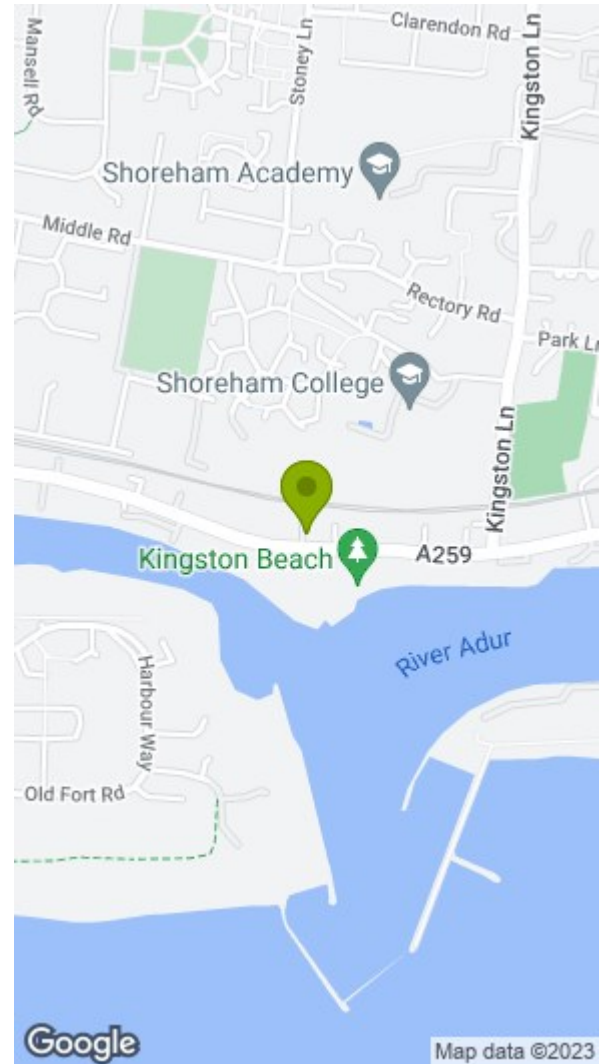 Clarendon Rd
Mansell Rd
Stoney Ln
Kingston Ln
Shoreham Academy
Middle Rd
Rectory Rd
Park Ln
Shoreham College
Kingston Ln
Kingston Beach
A259
River Adur
Harbour Way
Old Fort Rd
Google
Map data ©2023